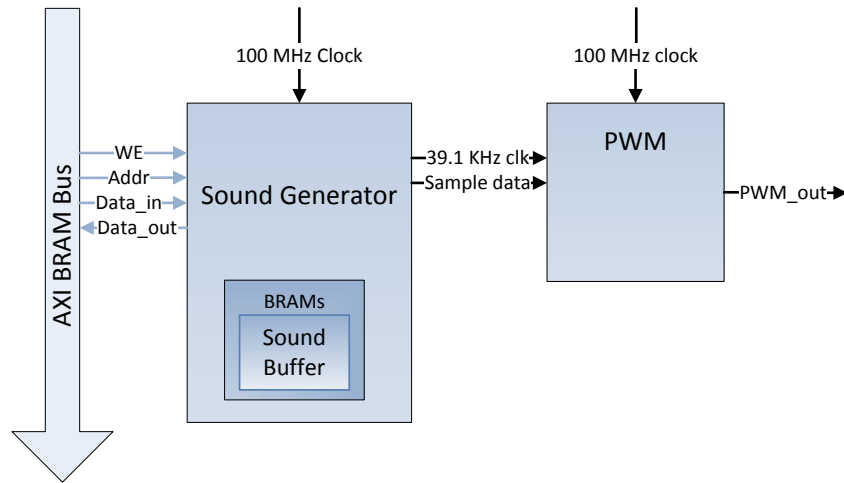 100 MHz Clock
100 MHz clock
AXI BRAM Bus
WE
Addr
Data_in
Data_out
Sound Generator
BRAMs
Sound
Buffer
39.1 KHz clk
Sample data
PWM
PWM_out